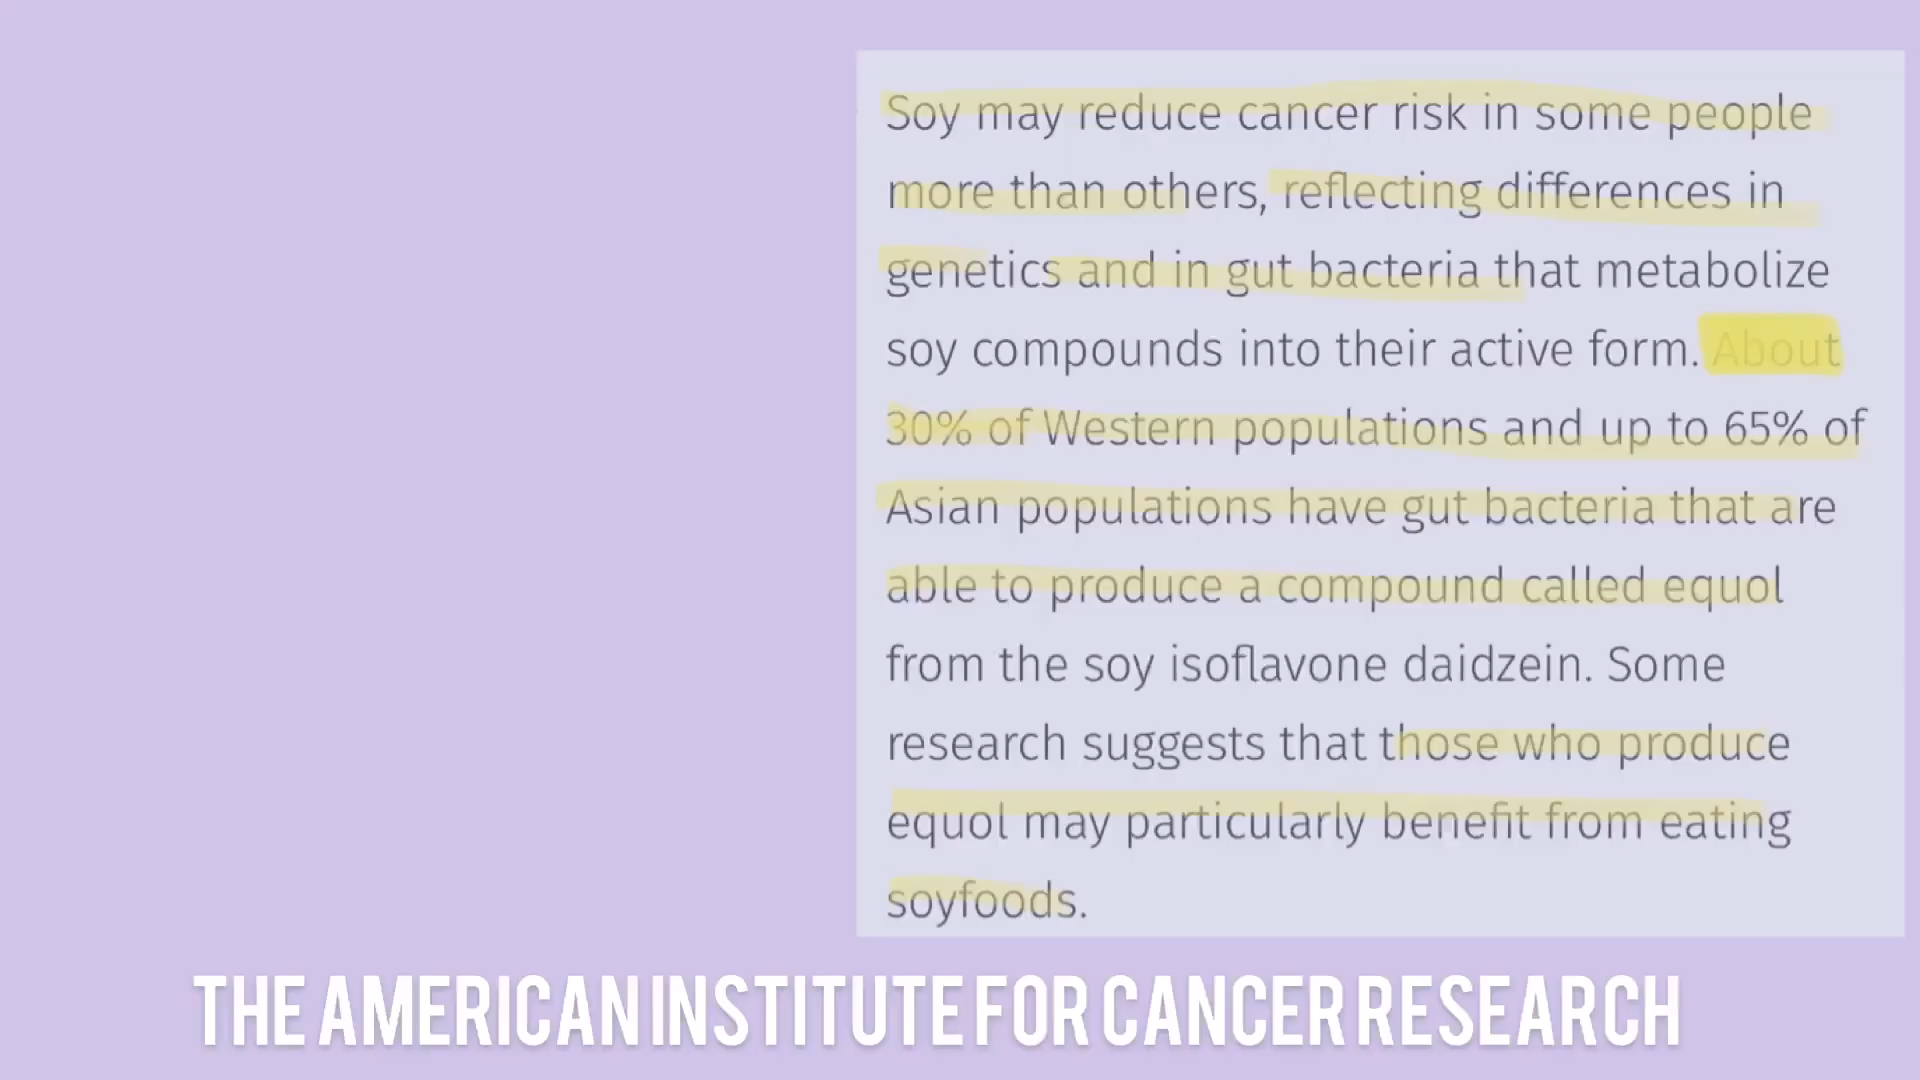 Soy may reduce cancer risk in some people
more than others, reflecting differences in
genetics and in gut bacteria that metabolize
soy compounds into their active form. About
30% of Western populations and up to 65% of
Asian populations have gut bacteria that are
able to produce a compound called equol
from the soy isoflavone daidzein. Some
research suggests that those who produce
equol may particularly benefit from eating
soyfoods.
THE AMERICAN INSTITUTE FOR CANCER RESEARCH